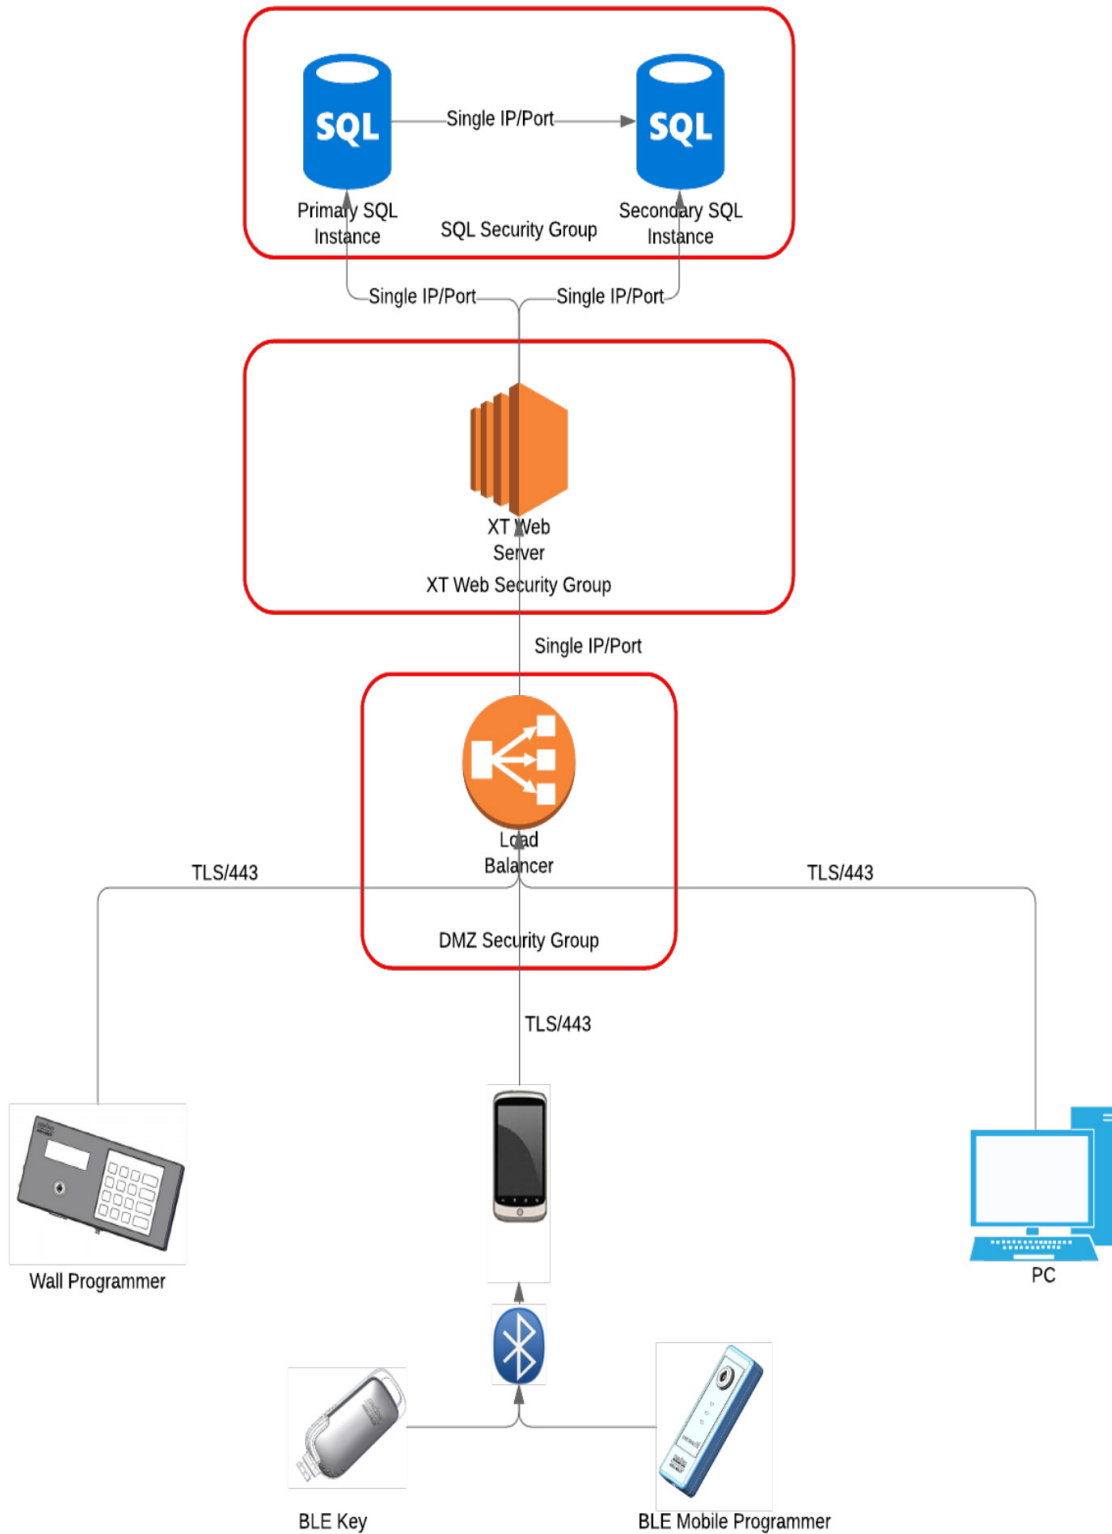 SQL
Single IP/Port
SQL
Primary SQL
Instance
SQL Security Group
Secondary SQL
Instance
Single IP/Port
Single IP/Port
XT Web
Server
XT Web Security Group
Single IP/Port
Load
Balancer
TLS/443
TLS/443
DMZ Security Group
TLS/443
Wall Programmer
PC
BLE Key
BLE Mobile Programmer